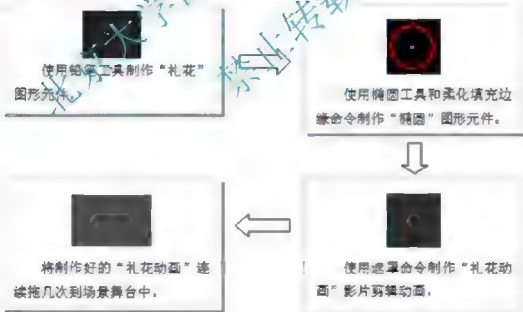 使用铅笔工具制作“礼花”
图形元件。
使用椭圆工具和柔化填充边
缘命令制作“椭圆”图形元件。
使用遮罩命令制作“礼花动
画”影片剪辑动画。
将制作好的“礼花动画”连
续拖几次到场景舞台中。